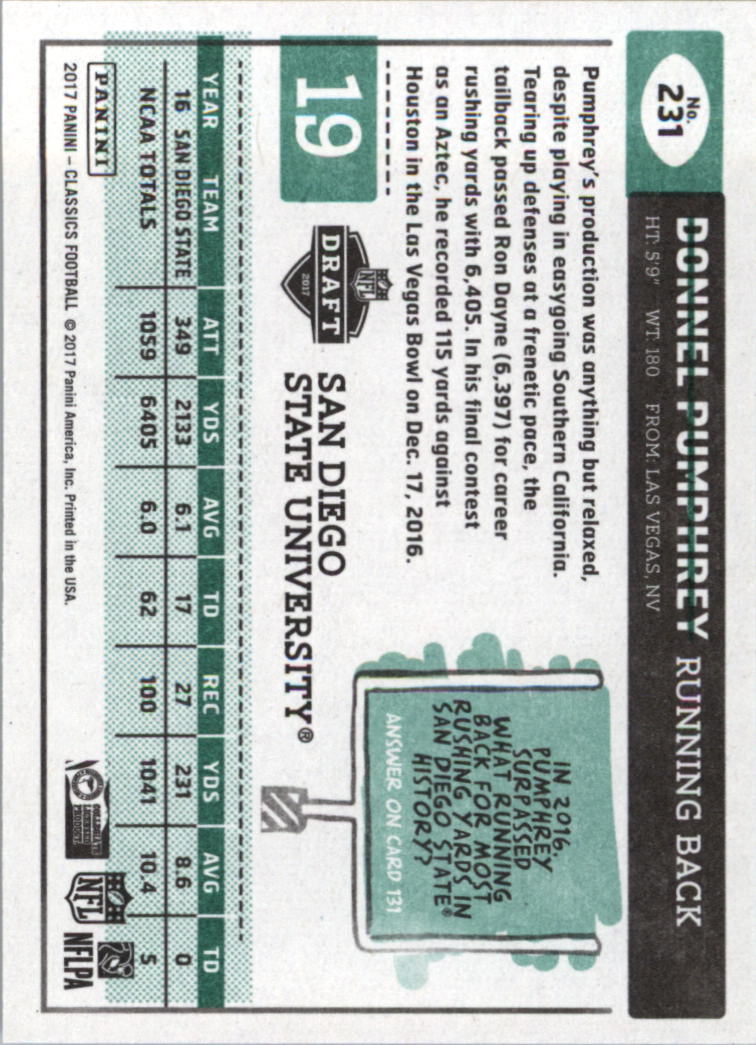 No.
231
DONNEL PUMPHREY RUNNING BACK
HT: 5'9" WT: 180 FROM: LAS VEGAS, NV
Pumphrey's production was anything but relaxed,
despite playing in easygoing Southern California.
Tearing up defenses at a frenetic pace, the
tailback passed Ron Dayne (6,397) for career
rushing yards with 6,405. In his final contest
as an Aztec, he recorded 115 yards against
Houston in the Las Vegas Bowl on Dec. 17, 2016.
IN 2016,
PUMPHREY
SURPASSED
WHAT RUNNING
BACK FOR MOST
RUSHING YARDS IN
SAN DIEGO STATE®
HISTORY?
ANSWER ON CARD 131
19
NFL
DRAFT
2017
SAN DIEGO
STATE UNIVERSITY®
YEAR TEAM ATT YDS AVG TD REC YDS AVG TD
16 SAN DIEGO STATE 349 2133 6.1 17 27 231 8.6 0
NCAA TOTALS 1059 6405 6.0 62 100 1041 10.4 5
PANINI
2017 PANINI – CLASSICS FOOTBALL © 2017 Panini America, Inc. Printed in the USA.
NFL
NFLPA